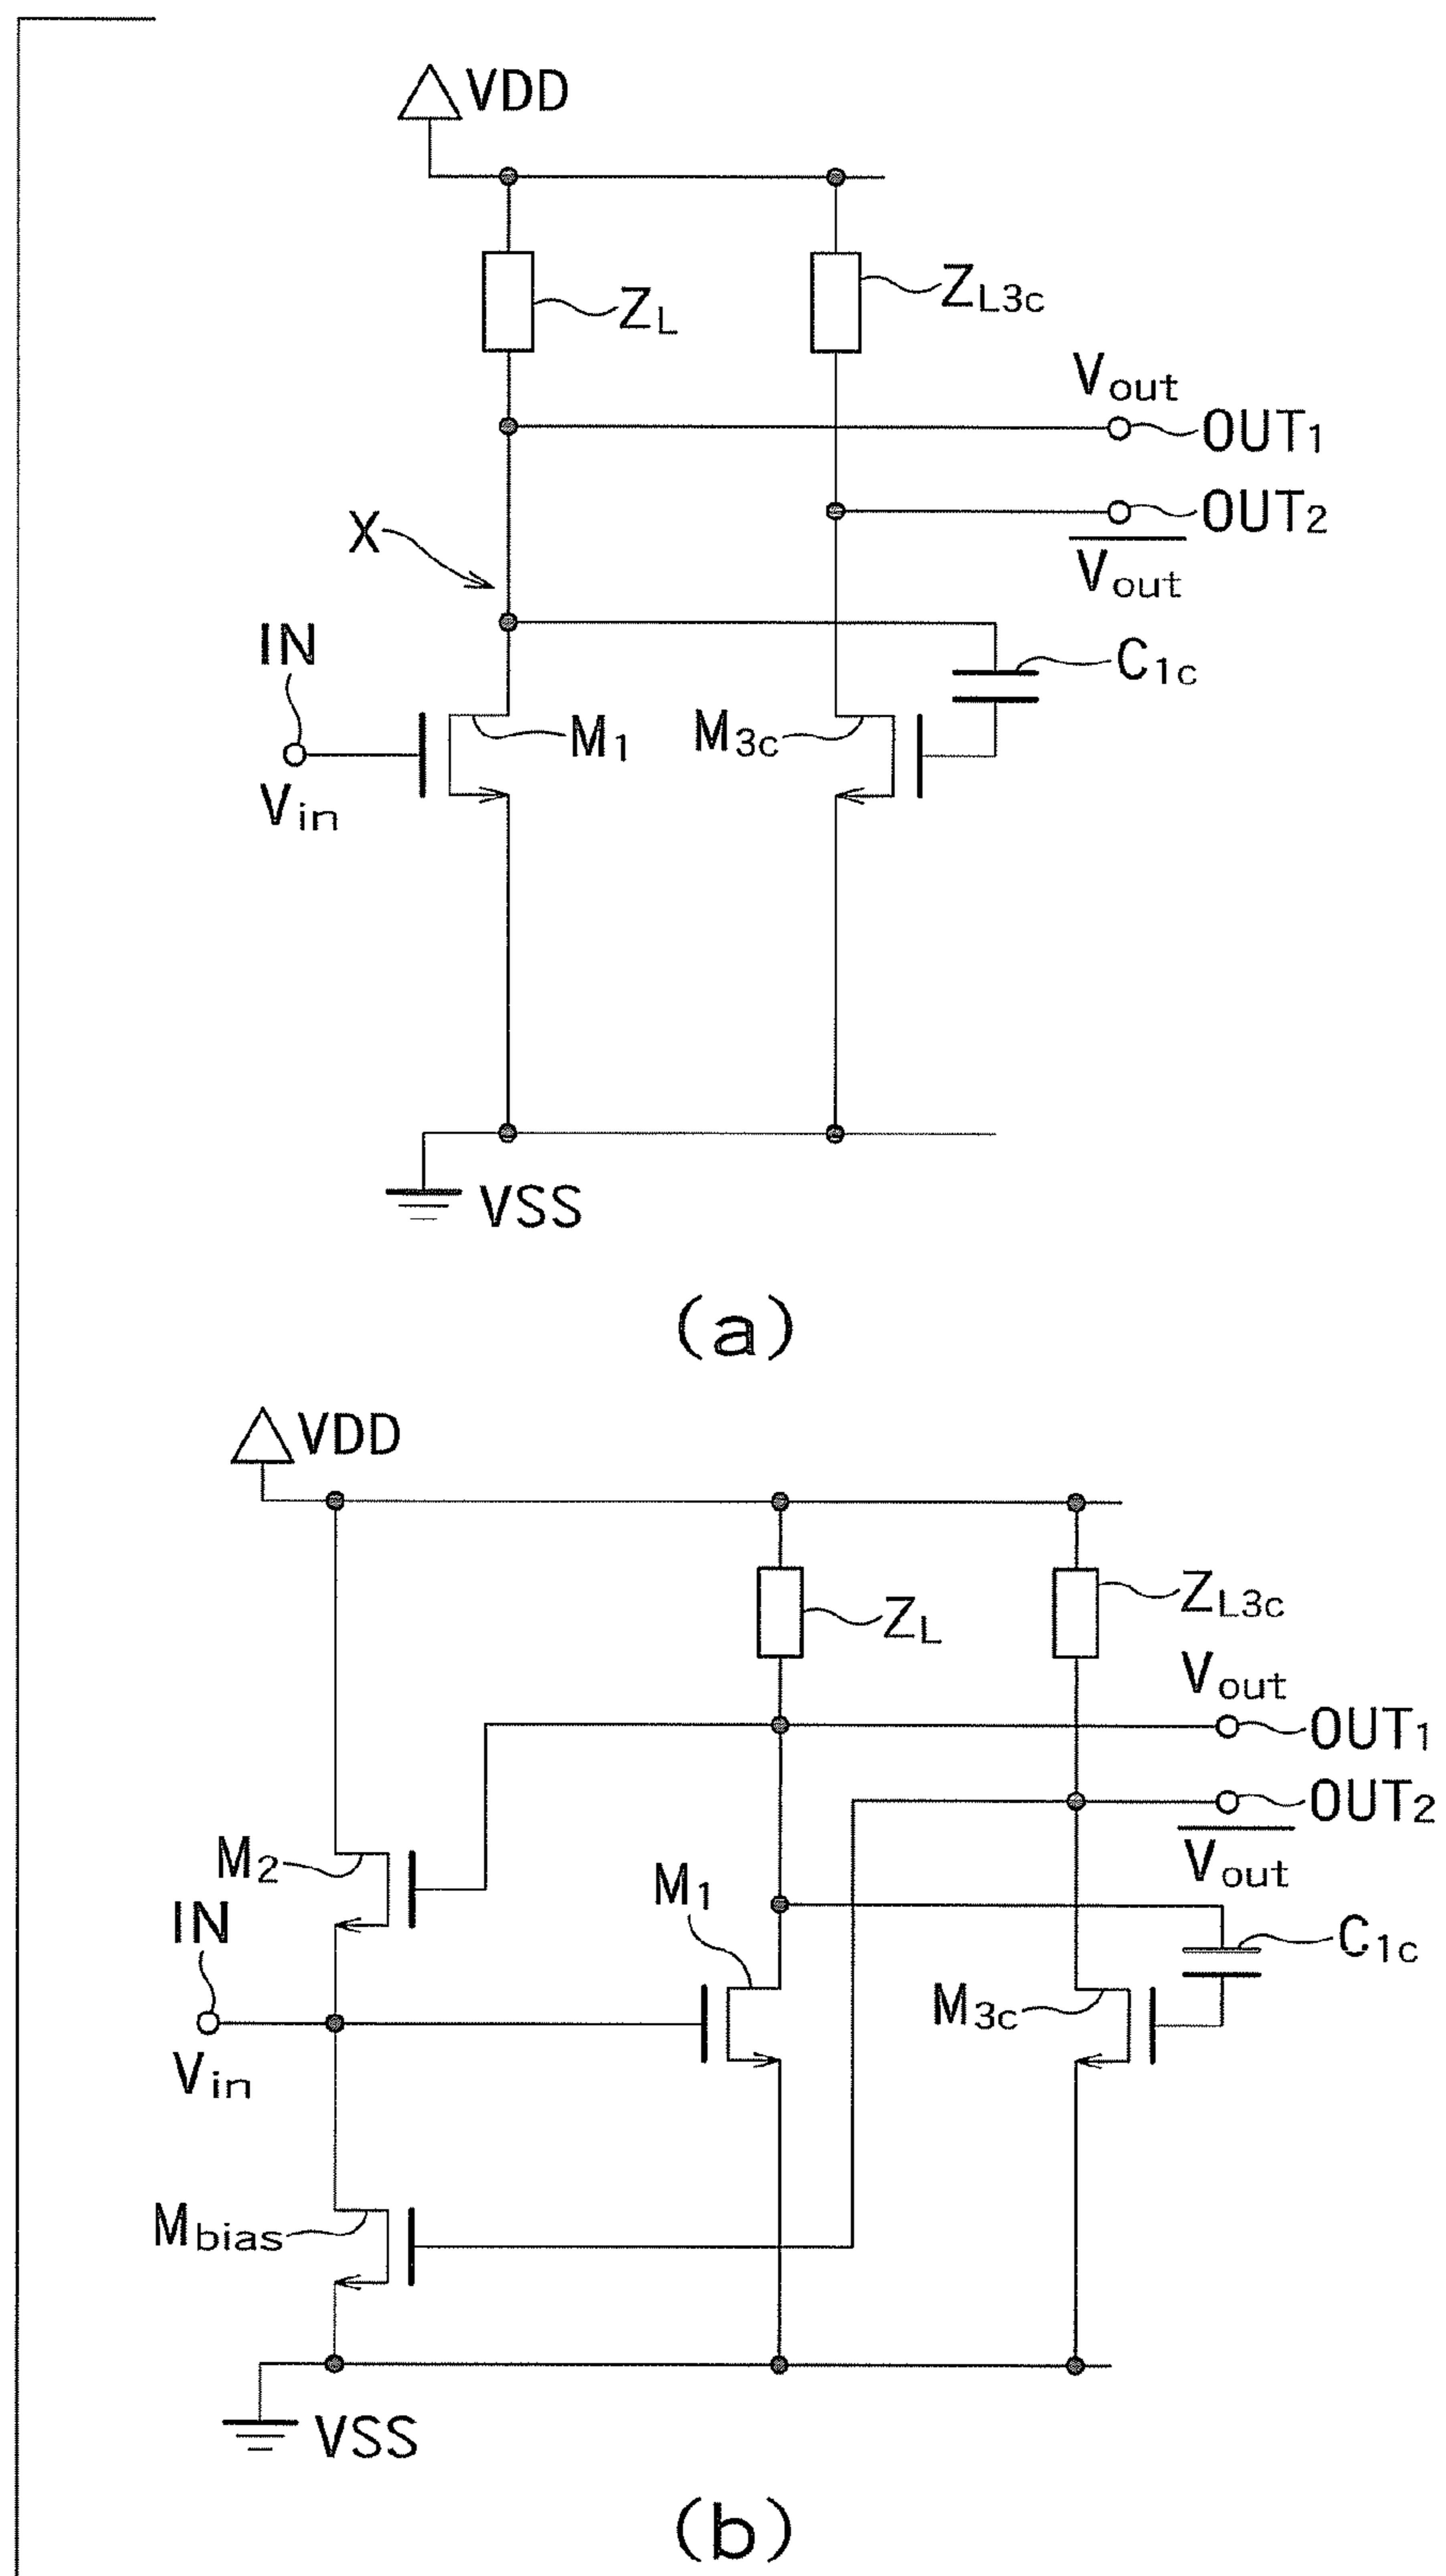 VDD
ZL
ZL3c
Vout
OUT1
OUT2
Vout
X
IN
C1c
M1
M3c
Vin
VSS
(a)
VDD
ZL
ZL3c
Vout
OUT1
OUT2
Vout
M2
M1
IN
C1c
M3c
Vin
Mbias
VSS
(b)